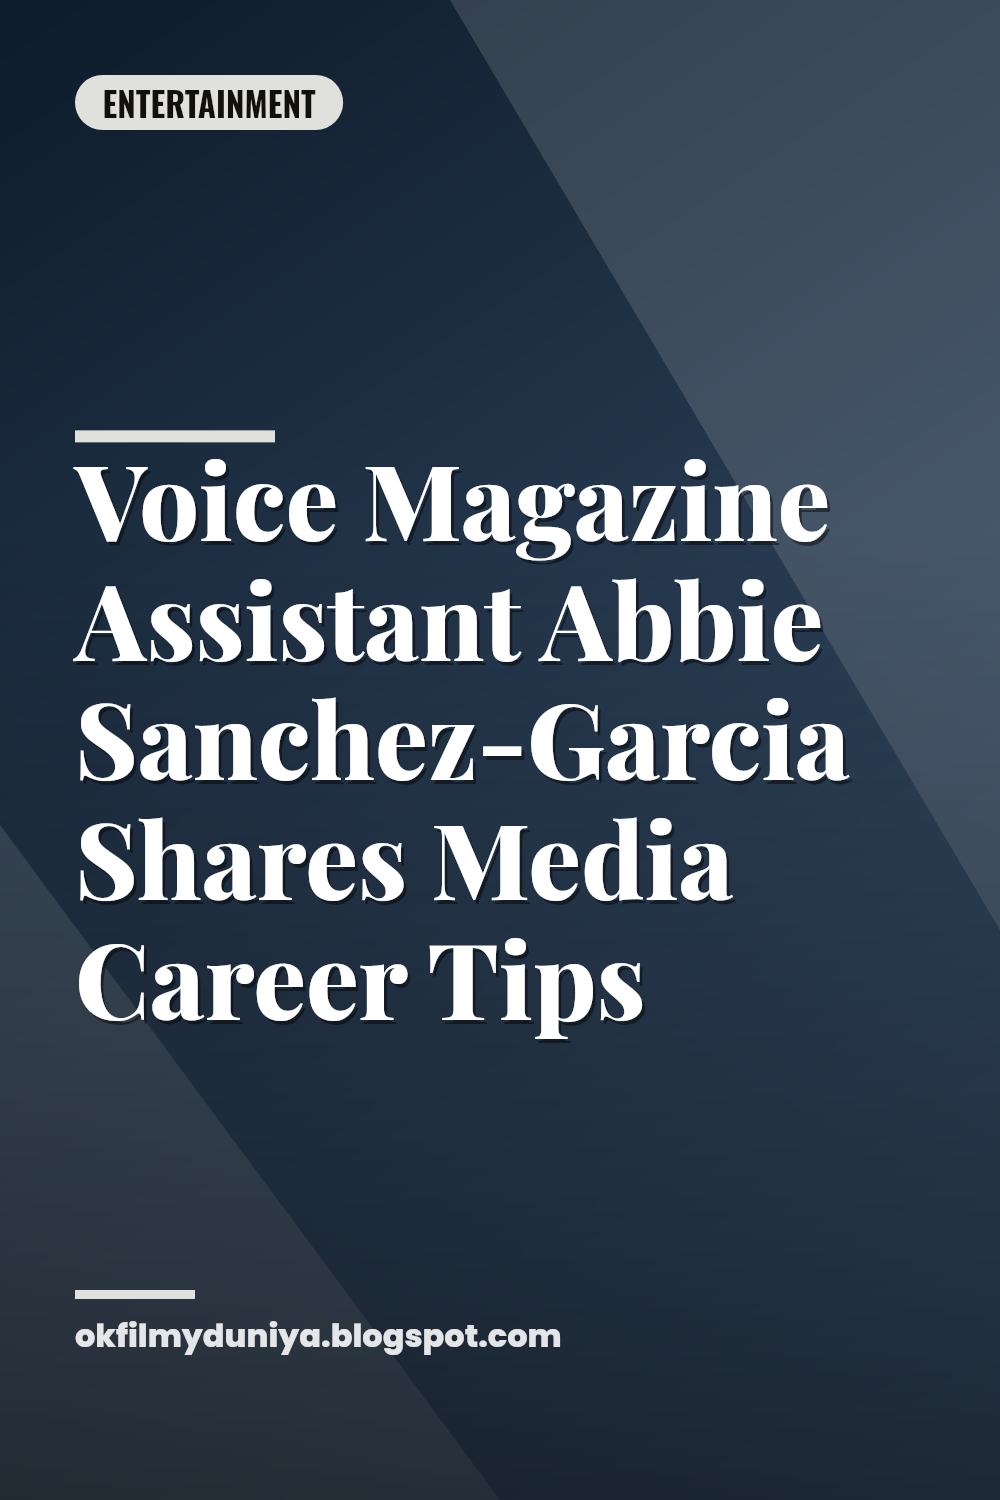 ENTERTAINMENT
Voice Magazine
Assistant Abbie
Sanchez-Garcia
Shares Media
Career Tips
okfilmyduniya.blogspot.com